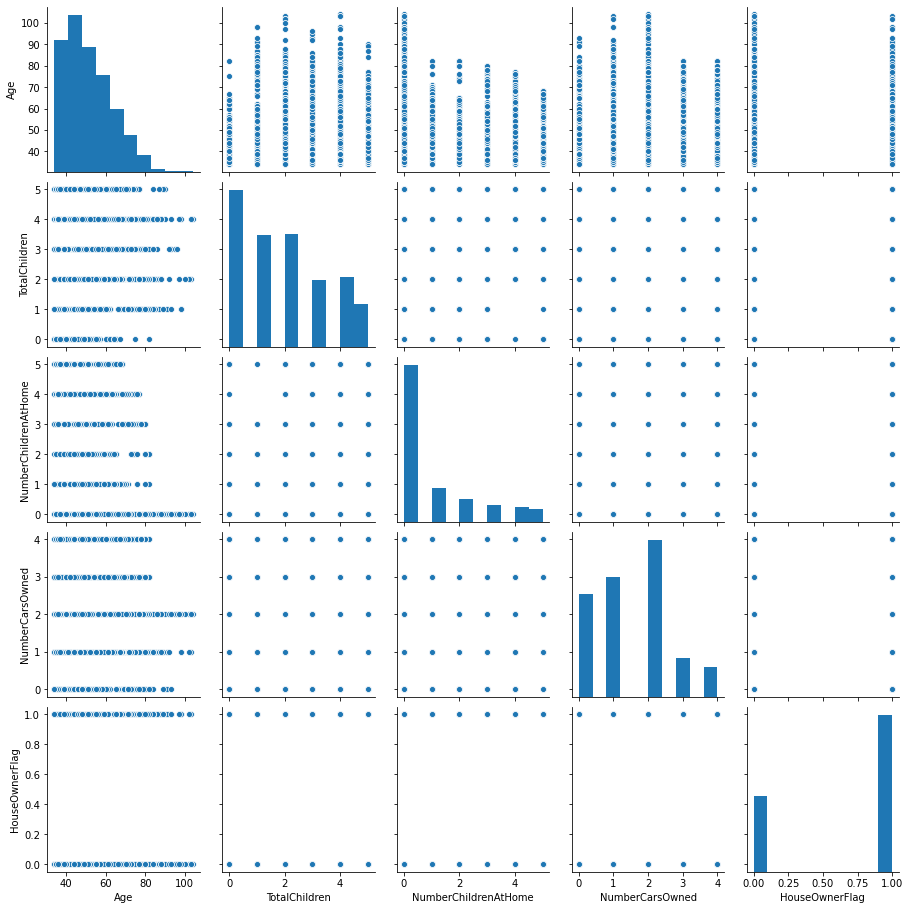 100
90
80
70
60
50
40
Age
5
4
3
2
1
0
TotalChildren
5
4
3
2
1
0
NumberChildrenAtHome
4
3
2
1
0
NumberCarsOwned
1.0
0.8
0.6
0.4
0.2
0.0
HouseOwnerFlag
40 60 80 100
Age
0 2 4
TotalChildren
0 2 4
NumberChildrenAtHome
0 1 2 3 4
NumberCarsOwned
0.00 0.25 0.50 0.75 1.00
HouseOwnerFlag